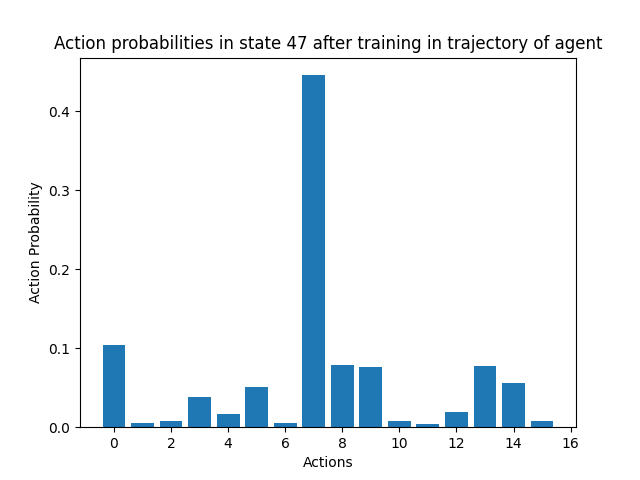 Action probabilities in state 47 after training in trajectory of agent
0.4
0.3
0.2
0.1
0.0
Action Probability
0 2 4 6 8 10 12 14 16
Actions